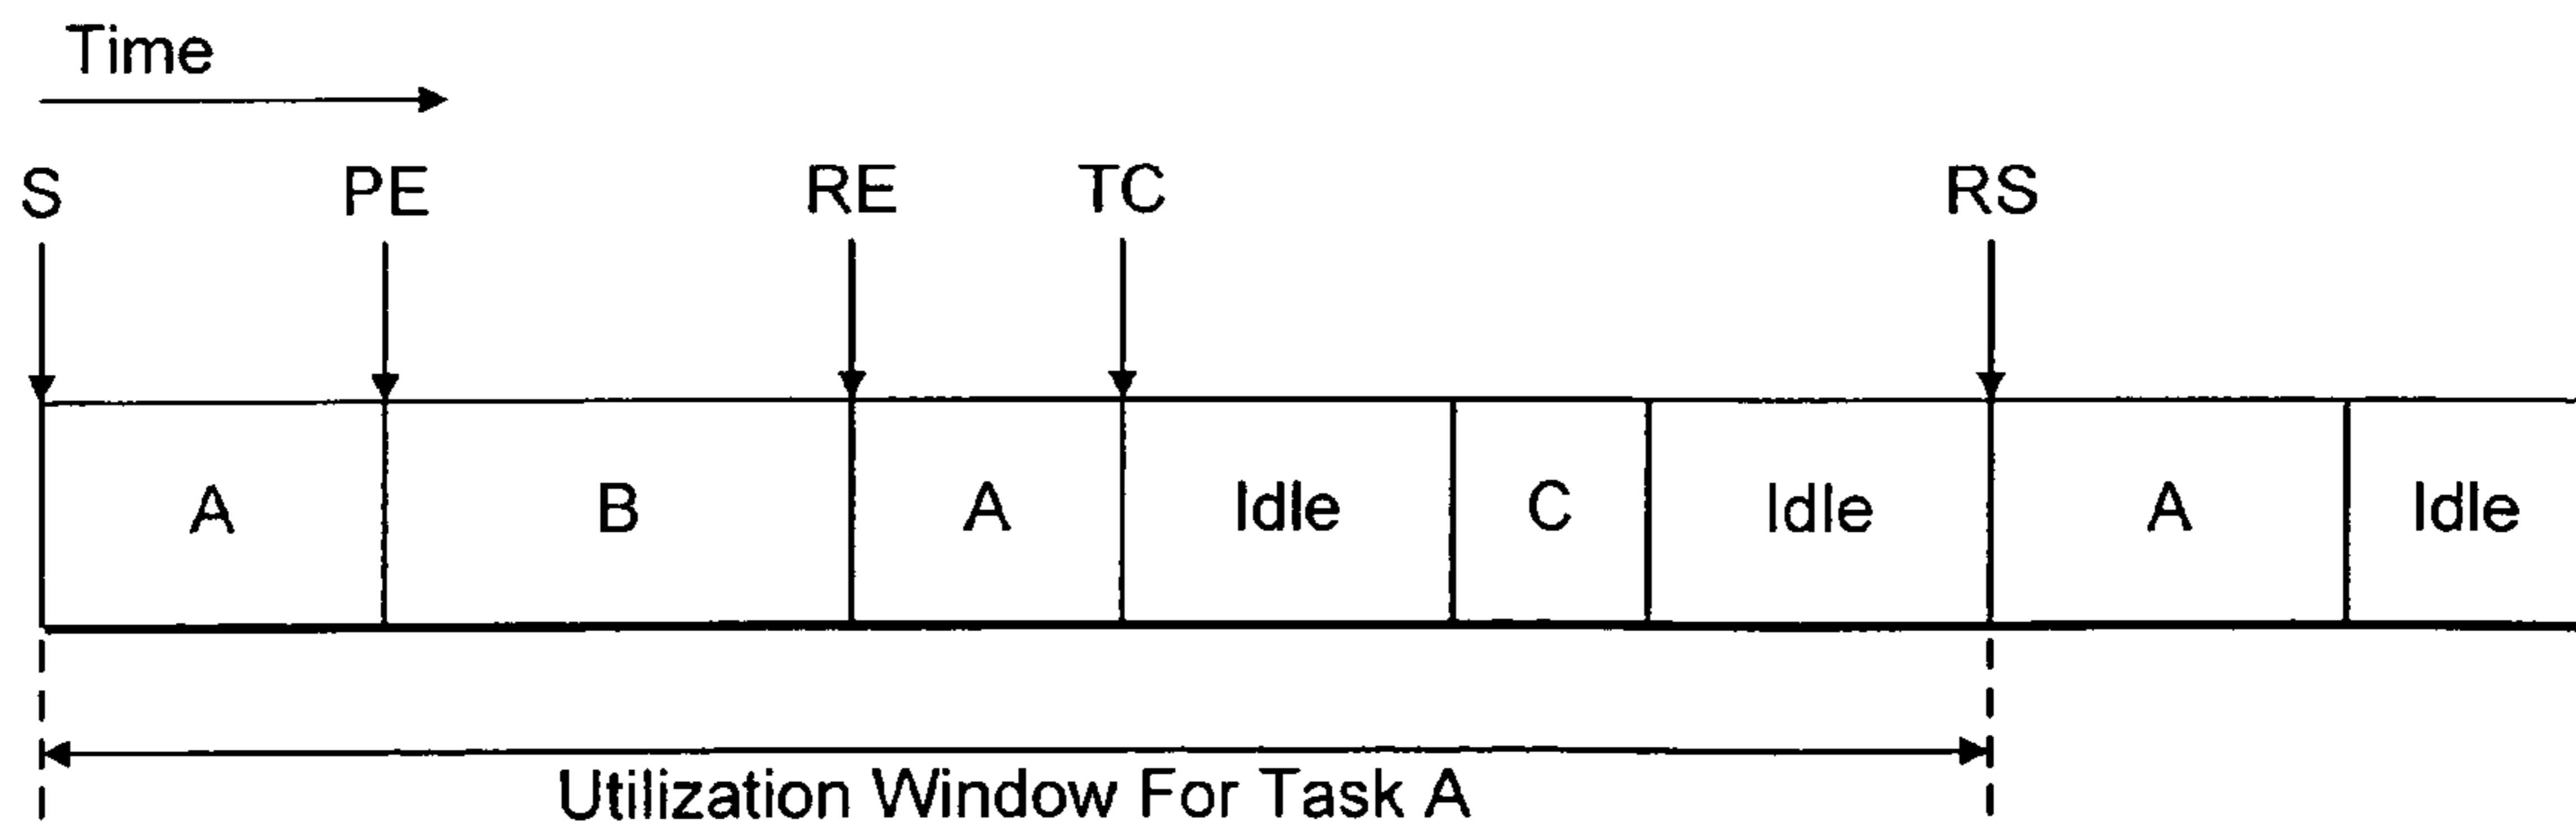 Time
S PE RE TC RS
A B A Idle C Idle A Idle
Utilization Window For Task A